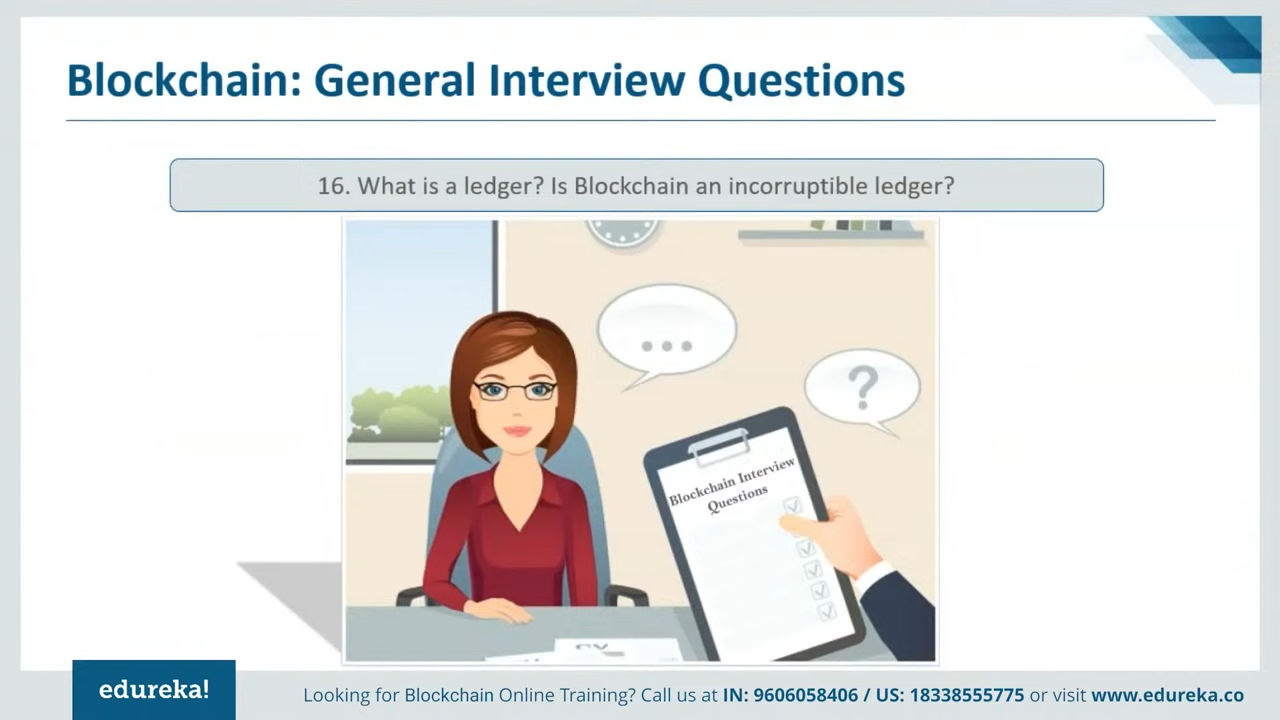 Blockchain: General Interview Questions
16. What is a ledger? Is Blockchain an incorruptible ledger?
...
?
Blockchain Interview
Questions
edureka!
Looking for Blockchain Online Training? Call us at IN: 9606058406 / US: 18338555775 or visit www.edureka.co